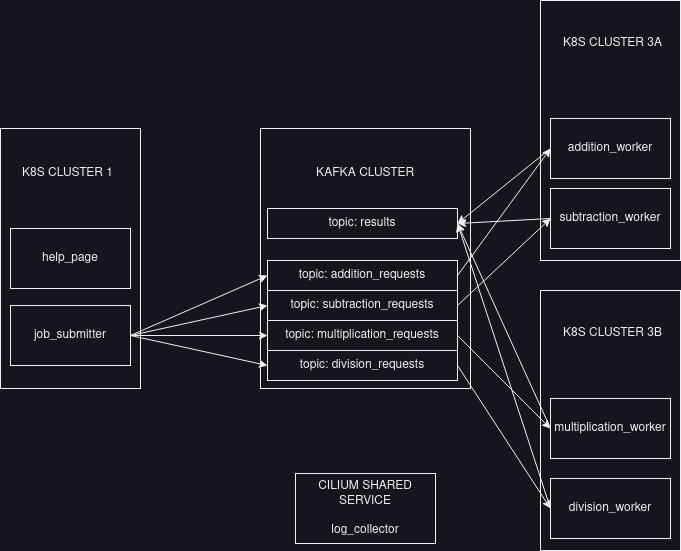 K8S CLUSTER 1
help_page
job_submitter
KAFKA CLUSTER
topic: results
topic: addition_requests
topic: subtraction_requests
topic: multiplication_requests
topic: division_requests
K8S CLUSTER 3A
addition_worker
subtraction_worker
K8S CLUSTER 3B
multiplication_worker
division_worker
CILIUM SHARED
SERVICE
log_collector